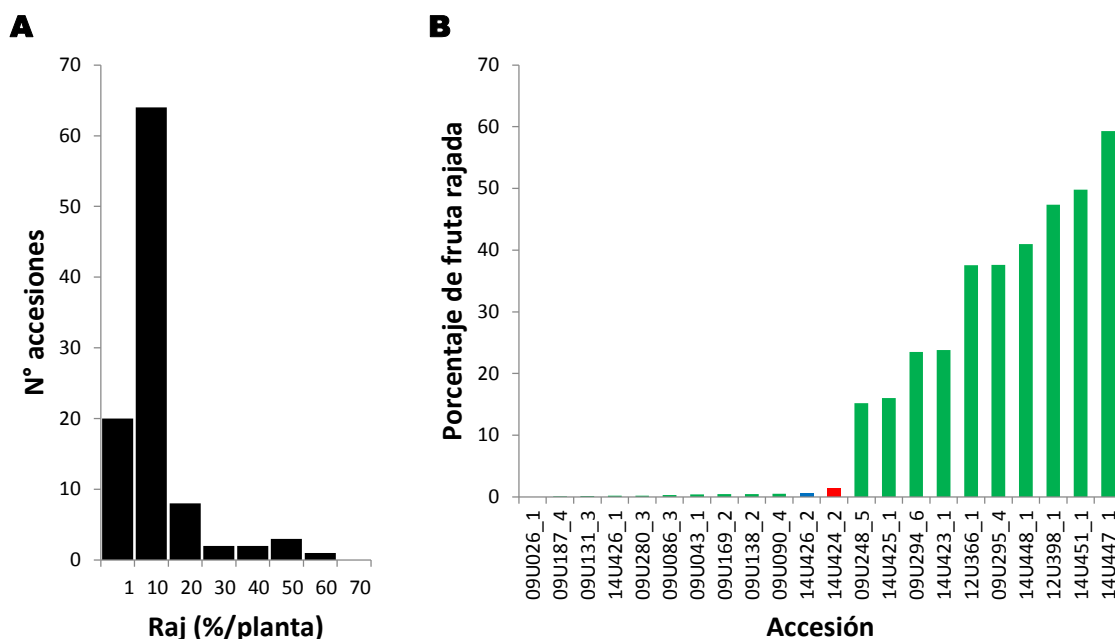 A
70
60
50
40
30
20
10
0
N° accesiones
1 10 20 30 40 50 60 70
Raj (%/planta)
B
70
60
50
40
30
20
10
0
Porcentaje de fruta rajada
09U026_1
09U187_4
09U131_3
14U426_1
09U280_3
09U086_3
09U043_1
09U169_2
09U138_2
09U090_4
14U426_2
14U424_2
09U248_5
14U425_1
09U294_6
14U423_1
12U366_1
09U295_4
14U448_1
12U398_1
14U451_1
14U447_1
Accesión